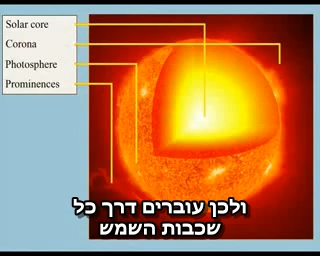 Solar core
Corona
Photosphere
Prominences
ולכן עוברים דרך כל
שכבות השמש